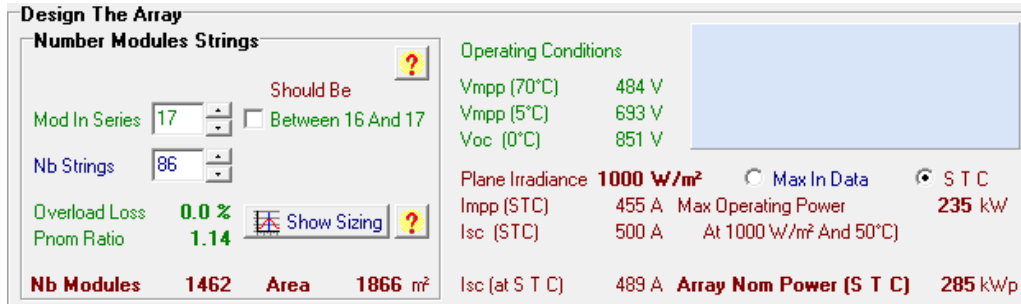 Design The Array
Number Modules Strings
?
Should Be
Mod In Series 17 Between 16 And 17
Nb Strings 86
Overload Loss 0.0 %
Pnom Ratio 1.14
Show Sizing ?
Nb Modules 1462 Area 1866 m²
Operating Conditions
Vmpp (70°C) 484 V
Vmpp (5°C) 693 V
Voc (0°C) 851 V
Plane Irradiance 1000 W/m² Max In Data S T C
Impp (STC) 455 A Max Operating Power 235 kW
Isc (STC) 500 A At 1000 W/m² And 50°C)
Isc (at S T C) 489 A Array Nom Power (S T C) 285 kWp